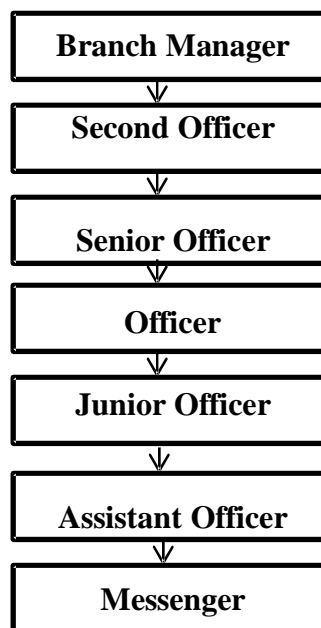 Branch Manager
Second Officer
Senior Officer
Officer
Junior Officer
Assistant Officer
Messenger